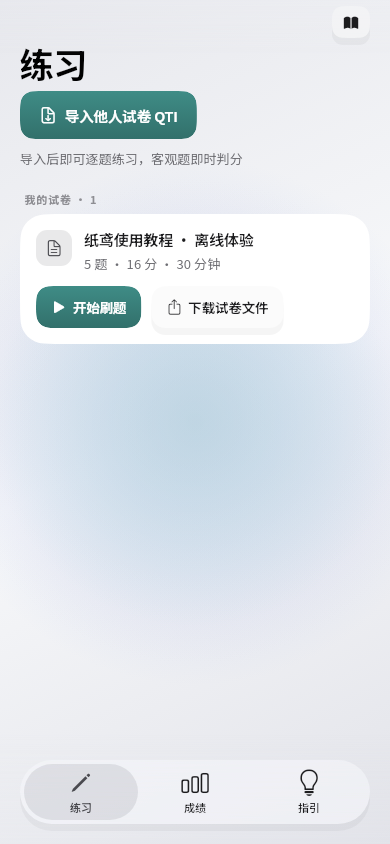 练习
导入他人试卷 QTI
导入后即可逐题练习，客观题即时判分
我的试卷 · 1
纸鸢使用教程 · 离线体验
5 题 · 16 分 · 30 分钟
开始刷题
下载试卷文件
练习
成绩
指引